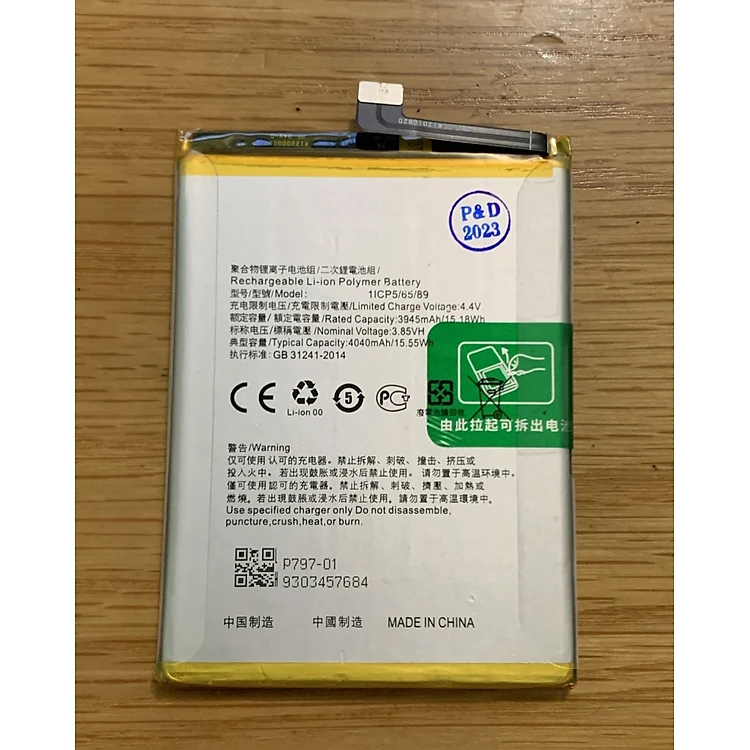 P&D
2023
聚合物锂离子电池组/二次鋰電池組/
Rechargeable Li-ion Polymer Battery
型号/型號/Model: 1ICP5/65/89
充电限制电压/充電限制電壓/Limited Charge Voltage:4.4V
额定容量/額定電容量/Rated Capacity:3945mAh/15.18Wh
标称电压/標稱電壓/Nominal Voltage:3.85VH
典型容量/Typical Capacity:4040mAh/15.55Wh
执行标准:GB 31241-2014
CE
Li-ion 00
5
PC
廢電池請回收
由此拉起可拆出电池
警告/Warning
仅可使用认可的充电器。禁止拆解、刺破、撞击、挤压或
投入火中。若出现鼓胀或浸水后禁止使用。请勿置于高温环境中。
僅可使用認可的充電器。禁止拆解、刺破、擠壓、加熱或
燃燒。若出現鼓脹或浸水后禁止使用。請勿置于高溫環境中。
Use specified charger only Do not disassemble,
puncture,crush,heat,or burn.
P797-01
9303457684
中国制造 中國制造 MADE IN CHINA